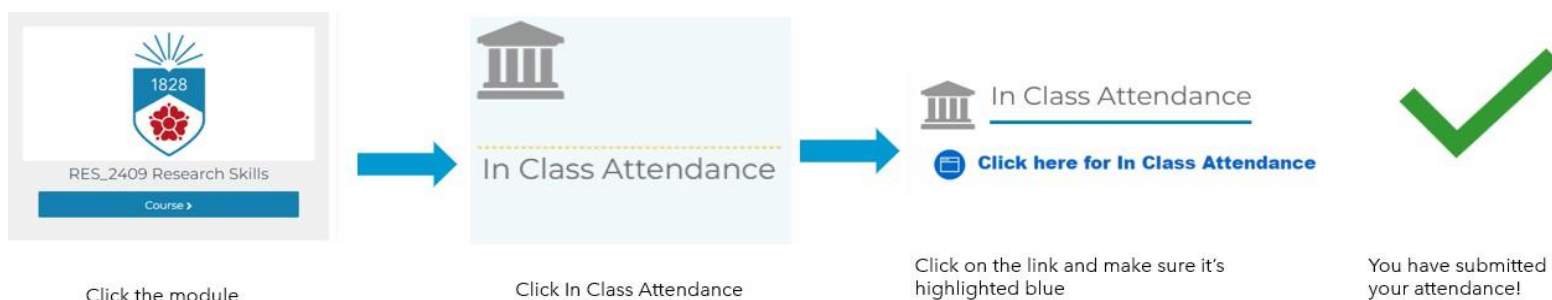 1828
RES_2409 Research Skills
Course >
Click the module
In Class Attendance
Click In Class Attendance
In Class Attendance
Click here for In Class Attendance
Click on the link and make sure it’s
highlighted blue
You have submitted
your attendance!